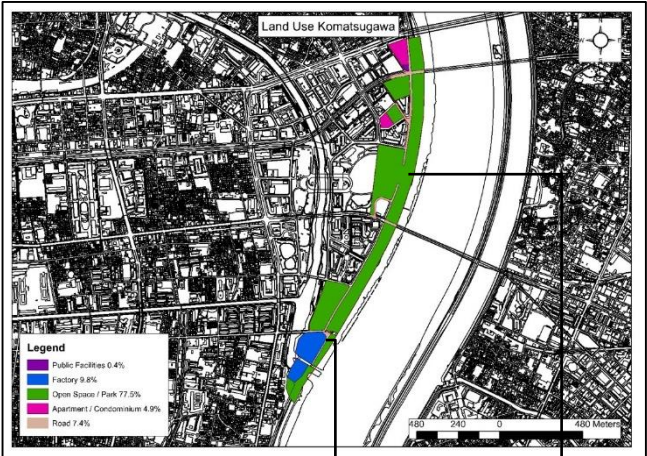 Land Use Komatsugawa
N
W E
S
Legend
Public Facilities 0.4%
Factory 9.8%
Open Space / Park 77.5%
Apartment / Condominium 4.9%
Road 7.4%
480 240 0 480 Meters